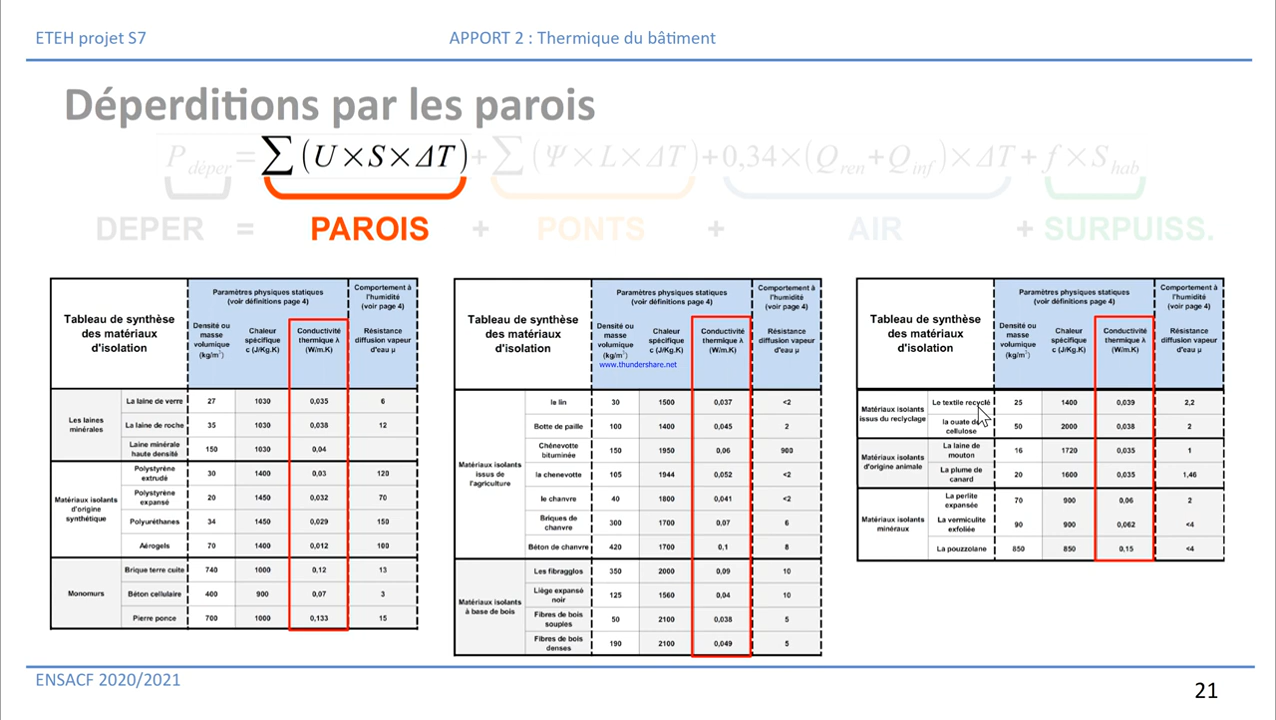 ETEH projet S7
APPORT 2 : Thermique du bâtiment
Déperditions par les parois
P déper = ∑ (U×S×ΔT) + ∑ (Ψ×L×ΔT) + 0,34×(Q ren + Q inf)×ΔT + f×S hab
DEPER = PAROIS + PONTS + AIR + SURPUISS.
Tableau de synthèse
des matériaux
d'isolation
Paramètres physiques statiques
(voir définitions page 4)
Comportement à
l'humidité
(voir page 4)
Densité ou
masse
volumique
(kg/m³)
Chaleur
spécifique
c (J/Kg.K)
Conductivité
thermique λ
(W/m.K)
Résistance
diffusion vapeur
d'eau µ
Les laines
minérales
La laine de verre 27 1030 0,035 6
La laine de roche 35 1030 0,038 12
Laine minérale
haute densité 150 1030 0,04
Matériaux isolants
d'origine
synthétique
Polystyrène
extrudé 30 1400 0,03 120
Polystyrène
expansé 20 1450 0,032 70
Polyuréthanes 34 1450 0,029 150
Aérogels 70 1400 0,012 160
Monomurs
Brique terre cuite 740 1000 0,12 13
Béton cellulaire 400 900 0,07 3
Pierre ponce 700 1000 0,133 15
Tableau de synthèse
des matériaux
d'isolation
Paramètres physiques statiques
(voir définitions page 4)
Comportement à
l'humidité
(voir page 4)
Densité ou
masse
volumique
(kg/m³)
www.thundershare.net
Chaleur
spécifique
c (J/Kg.K)
Conductivité
thermique λ
(W/m.K)
Résistance
diffusion vapeur
d'eau µ
Matériaux isolants
issus de
l'agriculture
le lin 30 1500 0,037 <2
Botte de paille 100 1400 0,045 2
Chénevotte
bituminée 150 1950 0,06 900
la chenevotte 105 1944 0,052 <2
le chanvre 40 1800 0,041 <2
Briques de
chanvre 300 1700 0,07 6
Béton de chanvre 420 1700 0,1 8
Matériaux isolants
à base de bois
Les fibragglos 350 2000 0,09 10
Liège expansé
noir 125 1560 0,04 10
Fibres de bois
souples 50 2100 0,038 5
Fibres de bois
denses 190 2100 0,049 5
Tableau de synthèse
des matériaux
d'isolation
Paramètres physiques statiques
(voir définitions page 4)
Comportement à
l'humidité
(voir page 4)
Densité ou
masse
volumique
(kg/m³)
Chaleur
spécifique
c (J/Kg.K)
Conductivité
thermique λ
(W/m.K)
Résistance
diffusion vapeur
d'eau µ
Matériaux isolants
issus du reclyclage
Le textile recyclé 25 1400 0,039 2,2
la ouate de
cellulose 50 2000 0,038 2
Matériaux isolants
d'origine animale
La laine de
mouton 16 1720 0,035 1
La plume de
canard 20 1600 0,035 1,46
Matériaux isolants
minéraux
La perlite
expansée 70 900 0,06 2
La vermiculite
exfoliée 90 900 0,062 <4
La pouzzolane 850 850 0,15 <4
ENSACF 2020/2021
21